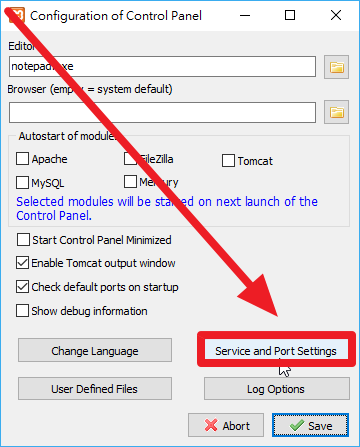 Configuration of Control Panel
Editor
notepad.exe
Browser (empty = system default)
Autostart of modules
Apache
FileZilla
Tomcat
MySQL
Mercury
Selected modules will be started on next launch of
the Control Panel.
Start Control Panel Minimized
Enable Tomcat output window
Check default ports on startup
Show debug information
Change Language
Service and Port Settings
User Defined Files
Log Options
Abort
Save